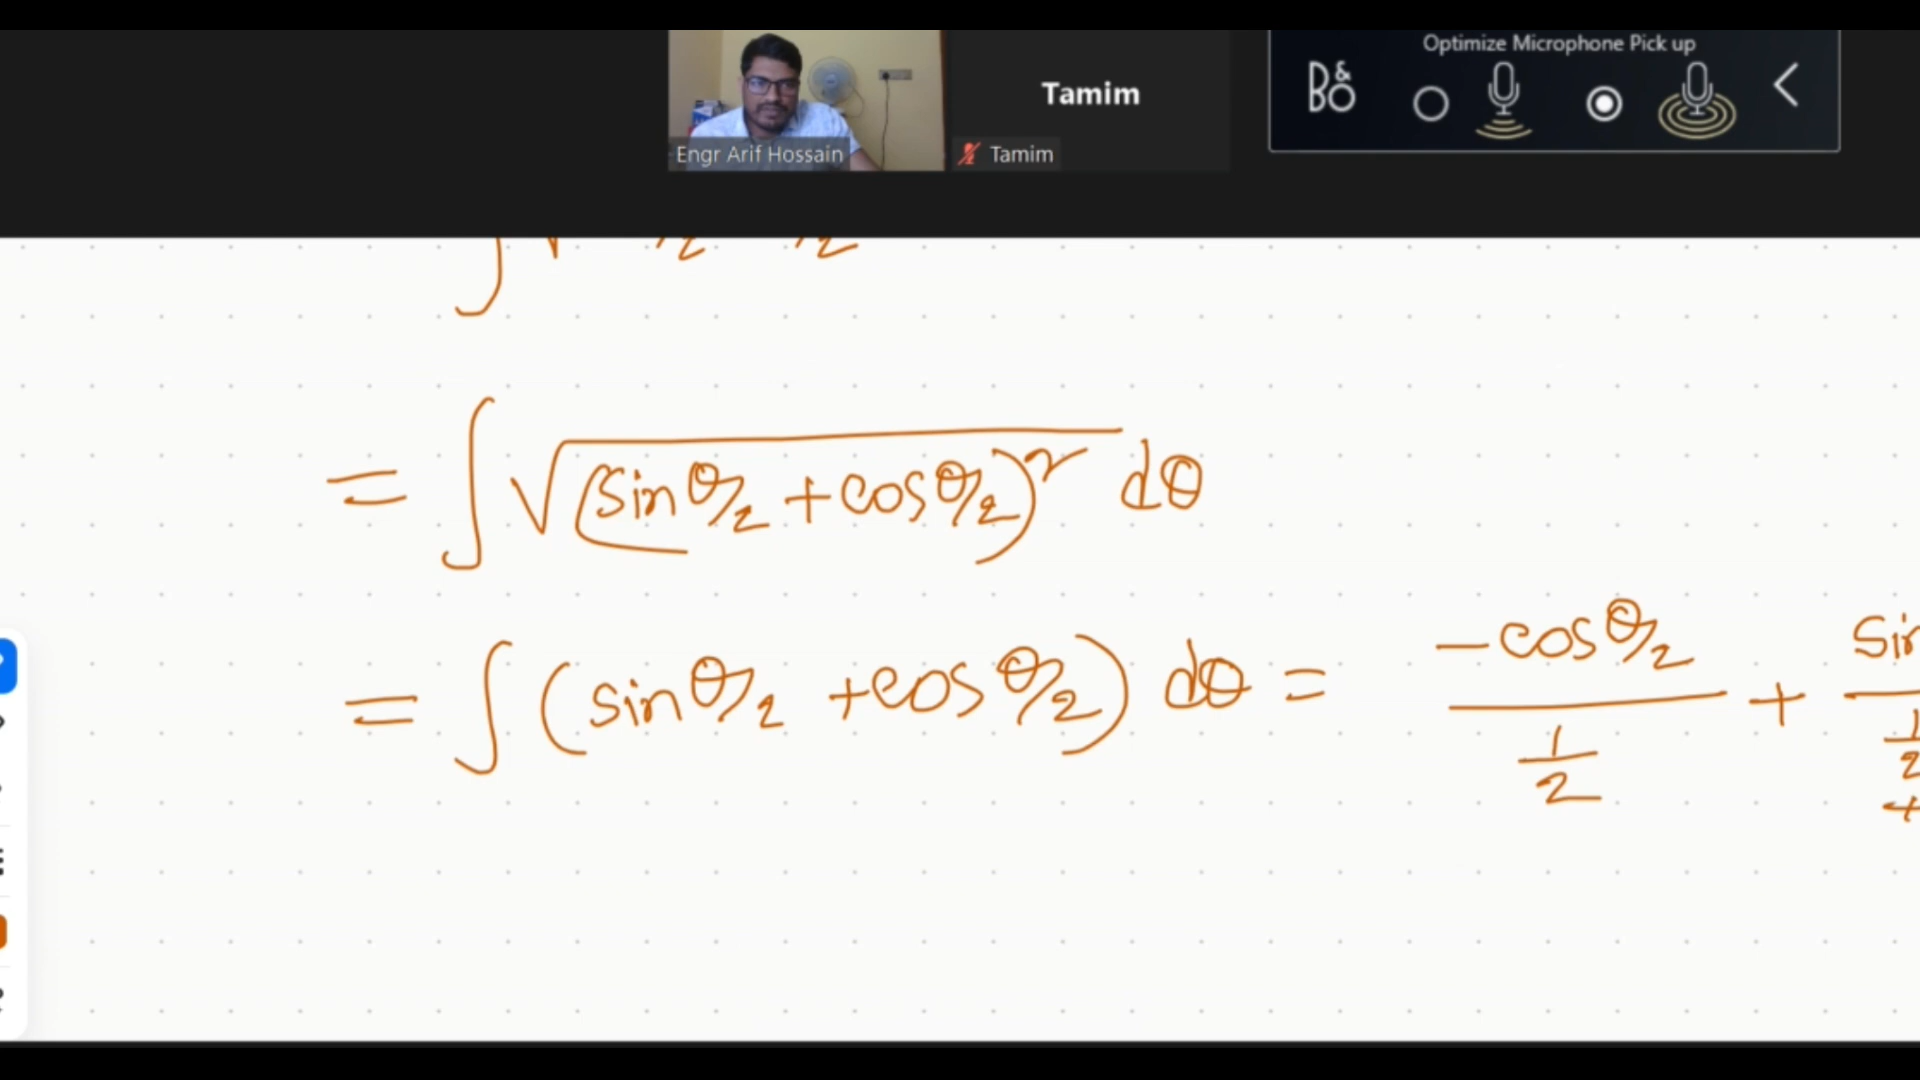 Optimize Microphone Pick up
B&O
Tamim
Engr Arif Hossain
Tamim
= ∫ √(sin θ/2 + cos θ/2)² dθ
= ∫ (sin θ/2 + cos θ/2) dθ = (-cos θ/2)/(1/2) +